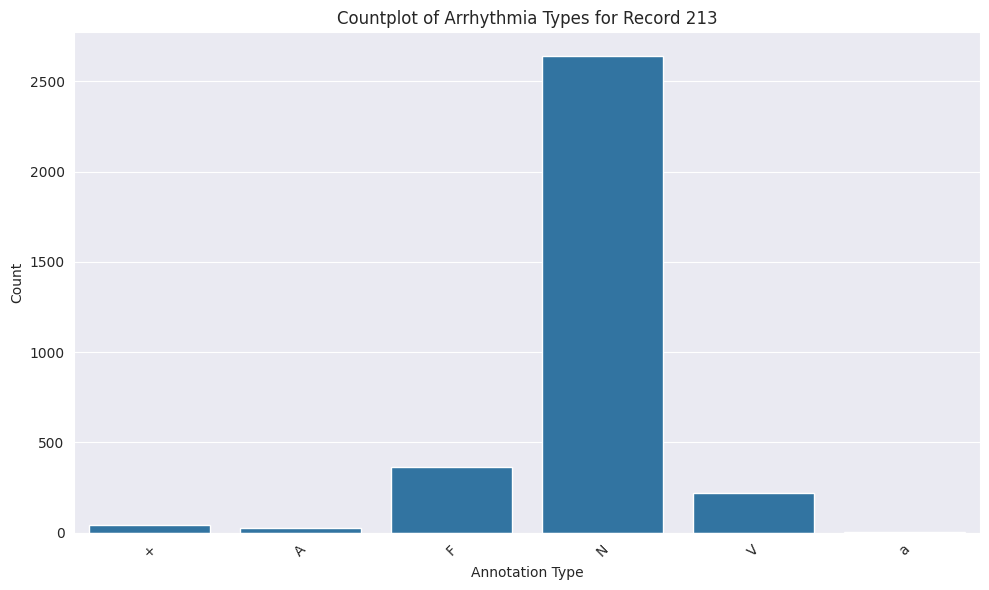 Countplot of Arrhythmia Types for Record 213
2500
2000
1500
1000
500
0
Count
+
A
F
N
V
a
Annotation Type